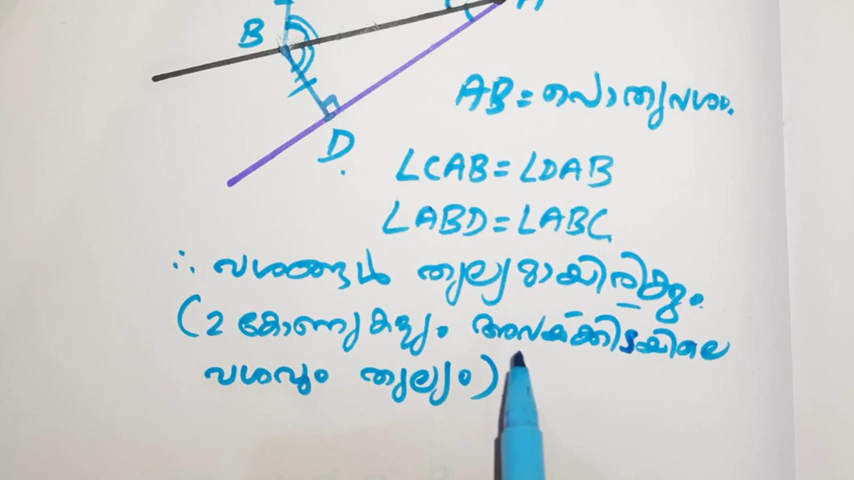 B
D
AB = പൊതുവശം.
∠CAB = ∠DAB
∠ABD = ∠ABC
∴ വശങ്ങൾ തുല്യമായിരിക്കും.
(2 കോണുകളും അവയ്ക്കിടയിലെ
വശവും തുല്യം)